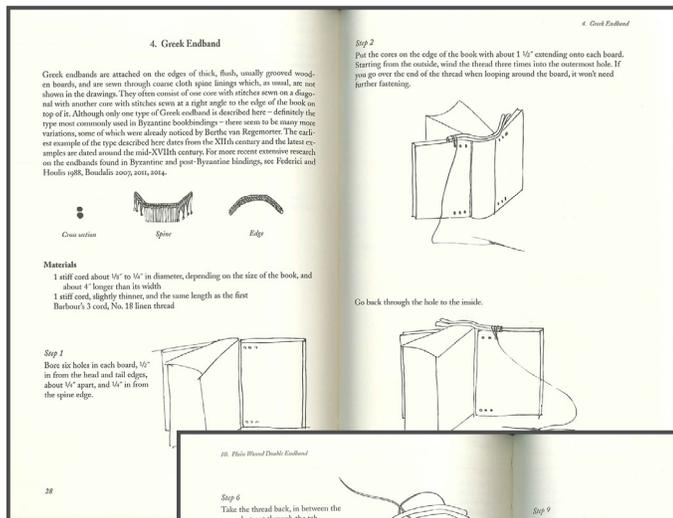 4. Greek Endband
Greek endbands are attached on the edges of thick, flush, usually grooved wood-
en boards, and are sewn through coarse cloth spine linings which, as usual, are not
shown in the drawings. They often consist of one core with stitches sewn on a diago-
nal with another core with stitches sewn at a right angle to the edge of the book on
top of it. Although only one type of Greek endband is described here – definitely the
type most commonly used in Byzantine bookbindings – there seem to be many more
variations, some of which were already noticed by Berthe van Regemorter. The earli-
est example of the type described here dates from the XIIth century and the latest ex-
amples are dated around the mid-XVIIth century. For more recent extensive research
on the endbands found in Byzantine and post-Byzantine bindings, see Federici and
Houlis 1988, Boudalis 2007, 2011, 2014.
Cross section
Spine
Edge
Materials
1 stiff cord about 1/8" to 1/4" in diameter, depending on the size of the book, and
about 4" longer than its width
1 stiff cord, slightly thinner, and the same length as the first
Barbour's 3 cord, No. 18 linen thread
Step 1
Bore six holes in each board, 1/2"
in from the head and tail edges,
about 1/4" apart, and 1/4" in from
the spine edge.
28
4. Greek Endband
Step 2
Put the cores on the edge of the book with about 1 1/2" extending onto each board.
Starting from the outside, wind the thread three times into the outermost hole. If
you go over the end of the thread when looping around the board, it won't need
further fastening.
Go back through the hole to the inside.
10. Plain Wound Double Endband
Step 6
Take the thread back, in between the
Step 9